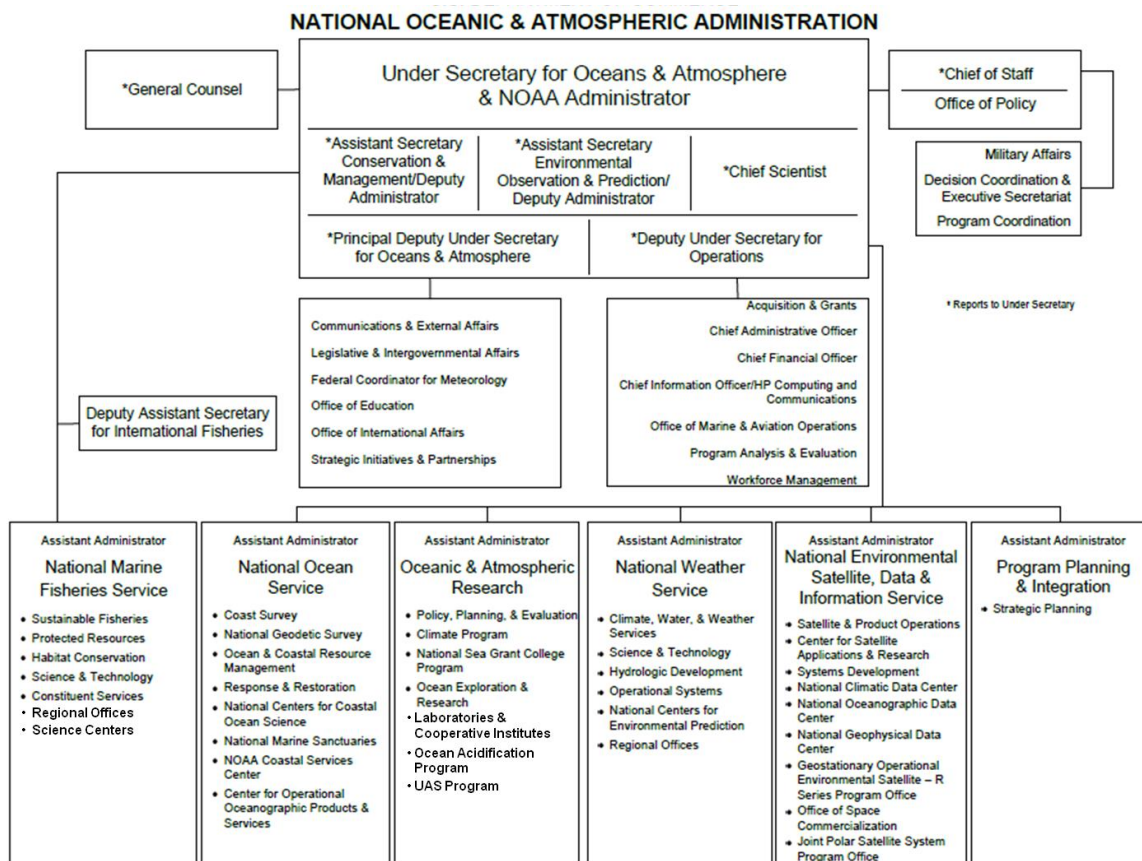 NATIONAL OCEANIC & ATMOSPHERIC ADMINISTRATION
*General Counsel
Under Secretary for Oceans & Atmosphere
& NOAA Administrator
*Chief of Staff
Office of Policy
*Assistant Secretary
Conservation &
Management/Deputy
Administrator
*Assistant Secretary
Environmental
Observation & Prediction/
Deputy Administrator
*Chief Scientist
Military Affairs
Decision Coordination &
Executive Secretariat
Program Coordination
*Principal Deputy Under Secretary
for Oceans & Atmosphere
*Deputy Under Secretary for
Operations
* Reports to Under Secretary
Communications & External Affairs
Legislative & Intergovernmental Affairs
Federal Coordinator for Meteorology
Office of Education
Office of International Affairs
Strategic Initiatives & Partnerships
Acquisition & Grants
Chief Administrative Officer
Chief Financial Officer
Chief Information Officer/HP Computing and
Communications
Office of Marine & Aviation Operations
Program Analysis & Evaluation
Workforce Management
Deputy Assistant Secretary
for International Fisheries
Assistant Administrator
National Marine
Fisheries Service
• Sustainable Fisheries
• Protected Resources
• Habitat Conservation
• Science & Technology
• Constituent Services
• Regional Offices
• Science Centers
Assistant Administrator
National Ocean
Service
• Coast Survey
• National Geodetic Survey
• Ocean & Coastal Resource
Management
• Response & Restoration
• National Centers for Coastal
Ocean Science
• National Marine Sanctuaries
• NOAA Coastal Services
Center
• Center for Operational
Oceanographic Products &
Services
Assistant Administrator
Oceanic & Atmospheric
Research
• Policy, Planning, & Evaluation
• Climate Program
• National Sea Grant College
Program
• Ocean Exploration &
Research
• Laboratories &
Cooperative Institutes
• Ocean Acidification
Program
• UAS Program
Assistant Administrator
National Weather
Service
• Climate, Water, & Weather
Services
• Science & Technology
• Hydrologic Development
• Operational Systems
• National Centers for
Environmental Prediction
• Regional Offices
Assistant Administrator
National Environmental
Satellite, Data &
Information Service
• Satellite & Product Operations
• Center for Satellite
Applications & Research
• Systems Development
• National Climatic Data Center
• National Oceanographic Data
Center
• National Geophysical Data
Center
• Geostationary Operational
Environmental Satellite – R
Series Program Office
• Office of Space
Commercialization
• Joint Polar Satellite System
Program Office
Assistant Administrator
Program Planning
& Integration
• Strategic Planning